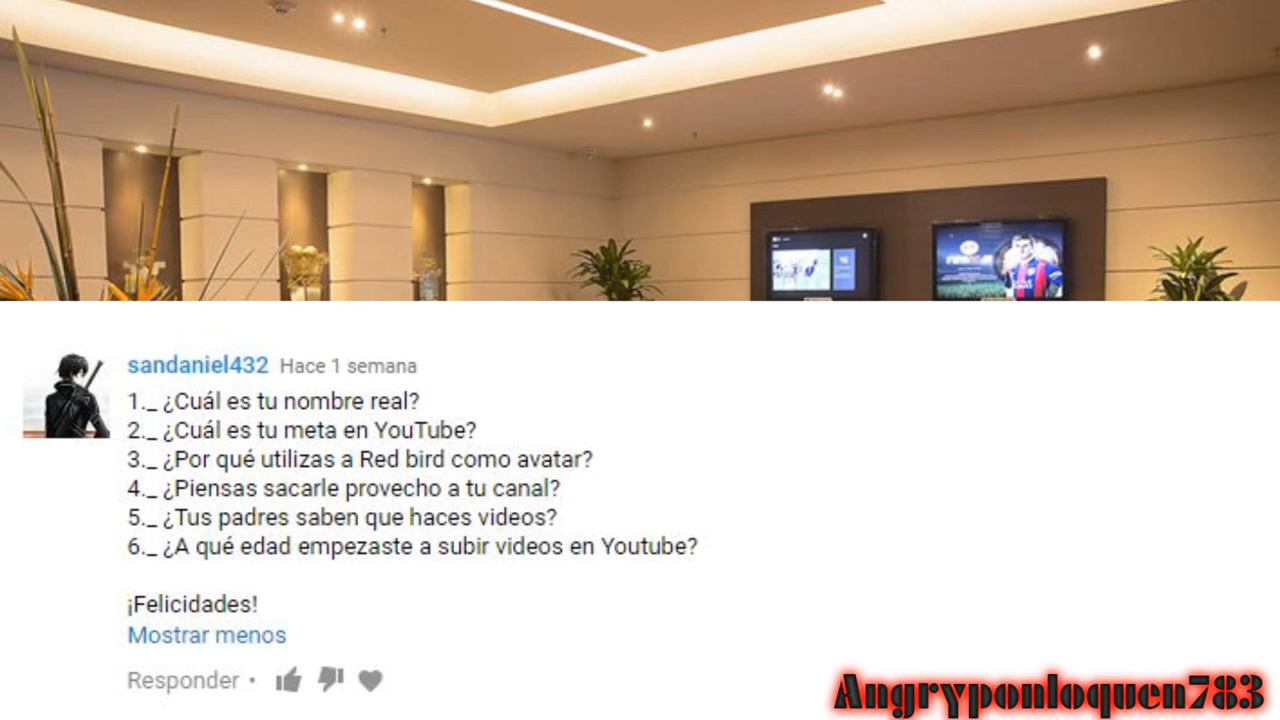 sandaniel432 Hace 1 semana
1._ ¿Cuál es tu nombre real?
2._ ¿Cuál es tu meta en YouTube?
3._ ¿Por qué utilizas a Red bird como avatar?
4._ ¿Piensas sacarle provecho a tu canal?
5._ ¿Tus padres saben que haces videos?
6._ ¿A qué edad empezaste a subir videos en Youtube?
¡Felicidades!
Mostrar menos
Responder •
Angryponloquen783